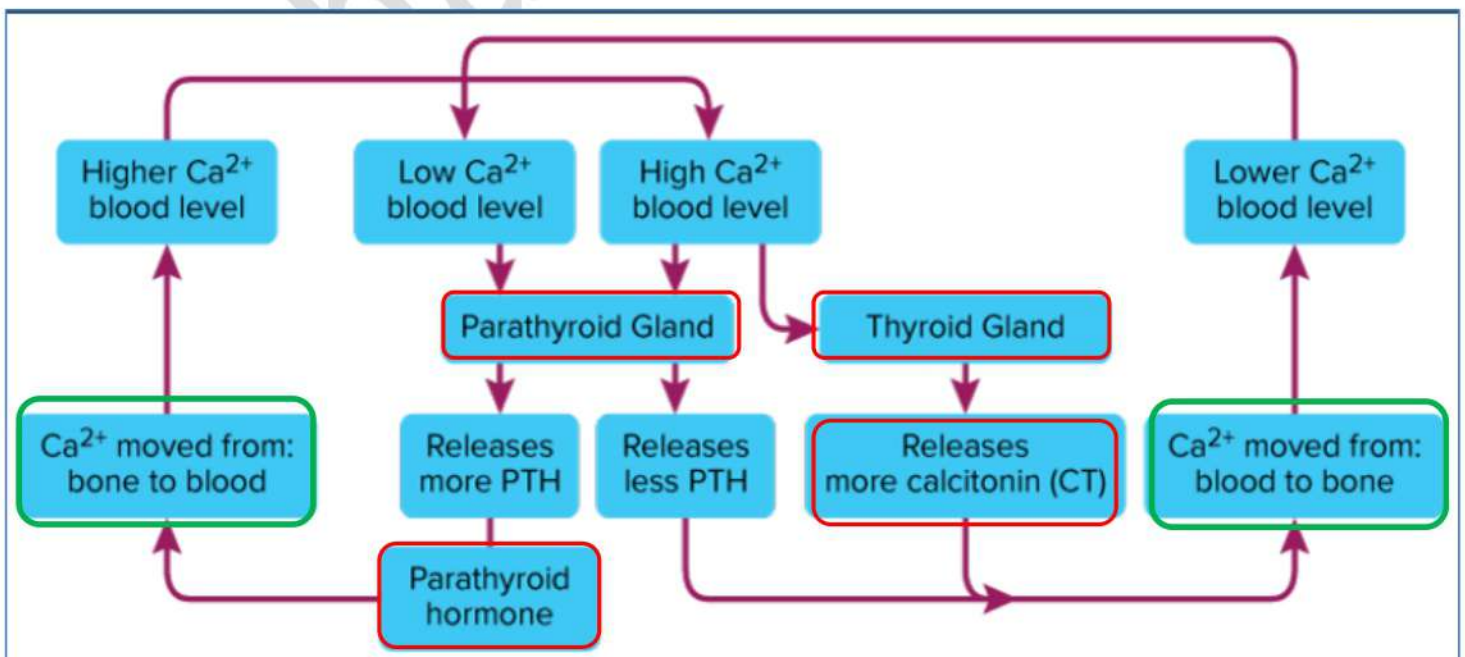 Higher Ca²⁺
blood level
Low Ca²⁺
blood level
High Ca²⁺
blood level
Lower Ca²⁺
blood level
Parathyroid Gland
Thyroid Gland
Ca²⁺ moved from:
bone to blood
Releases
more PTH
Releases
less PTH
Releases
more calcitonin (CT)
Ca²⁺ moved from:
blood to bone
Parathyroid
hormone